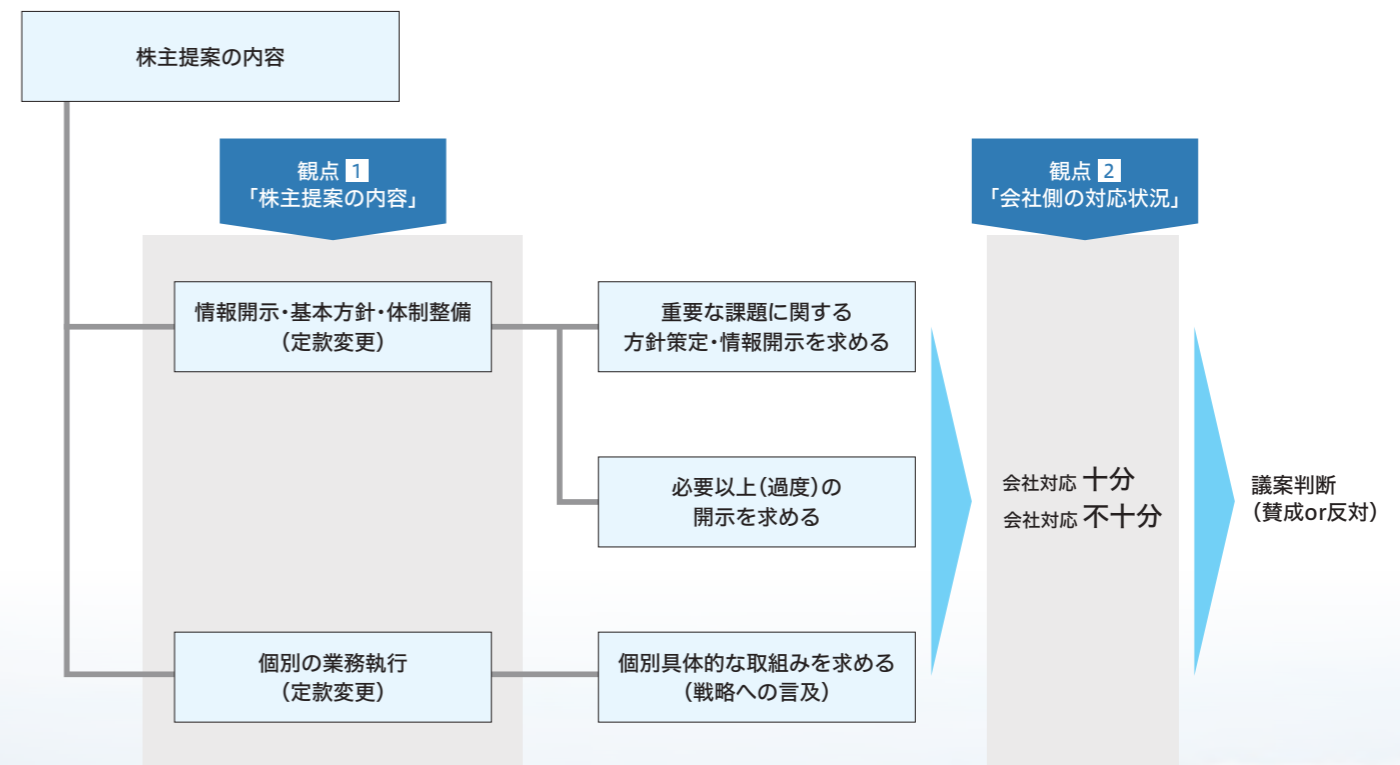 株主提案の内容
観点 1
「株主提案の内容」
観点 2
「会社側の対応状況」
情報開示・基本方針・体制整備
（定款変更）
重要な課題に関する
方針策定・情報開示を求める
必要以上（過度）の
開示を求める
個別の業務執行
（定款変更）
個別具体的な取組みを求める
（戦略への言及）
会社対応 十分
会社対応 不十分
議案判断
（賛成or反対）